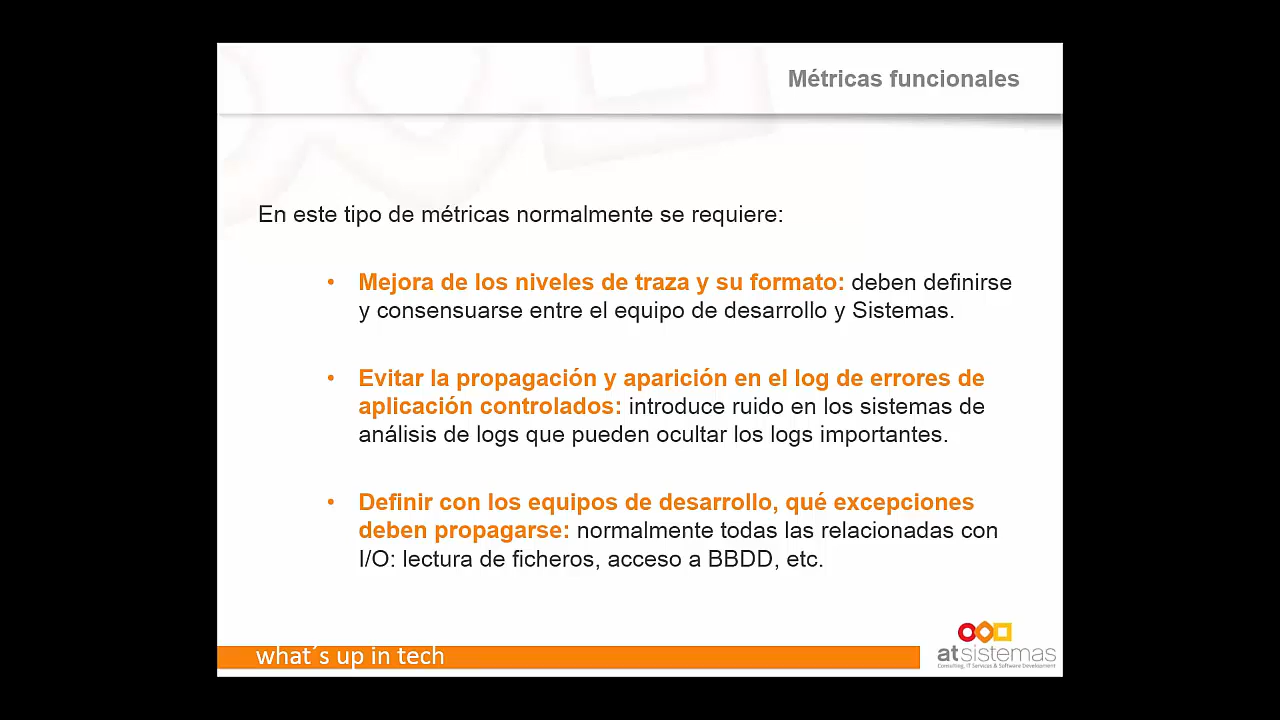 Métricas funcionales
En este tipo de métricas normalmente se requiere:
• Mejora de los niveles de traza y su formato: deben definirse
y consensuarse entre el equipo de desarrollo y Sistemas.
• Evitar la propagación y aparición en el log de errores de
aplicación controlados: introduce ruido en los sistemas de
análisis de logs que pueden ocultar los logs importantes.
• Definir con los equipos de desarrollo, qué excepciones
deben propagarse: normalmente todas las relacionadas con
I/O: lectura de ficheros, acceso a BBDD, etc.
what´s up in tech
atsistemas
Consulting, IT Services & Software Development